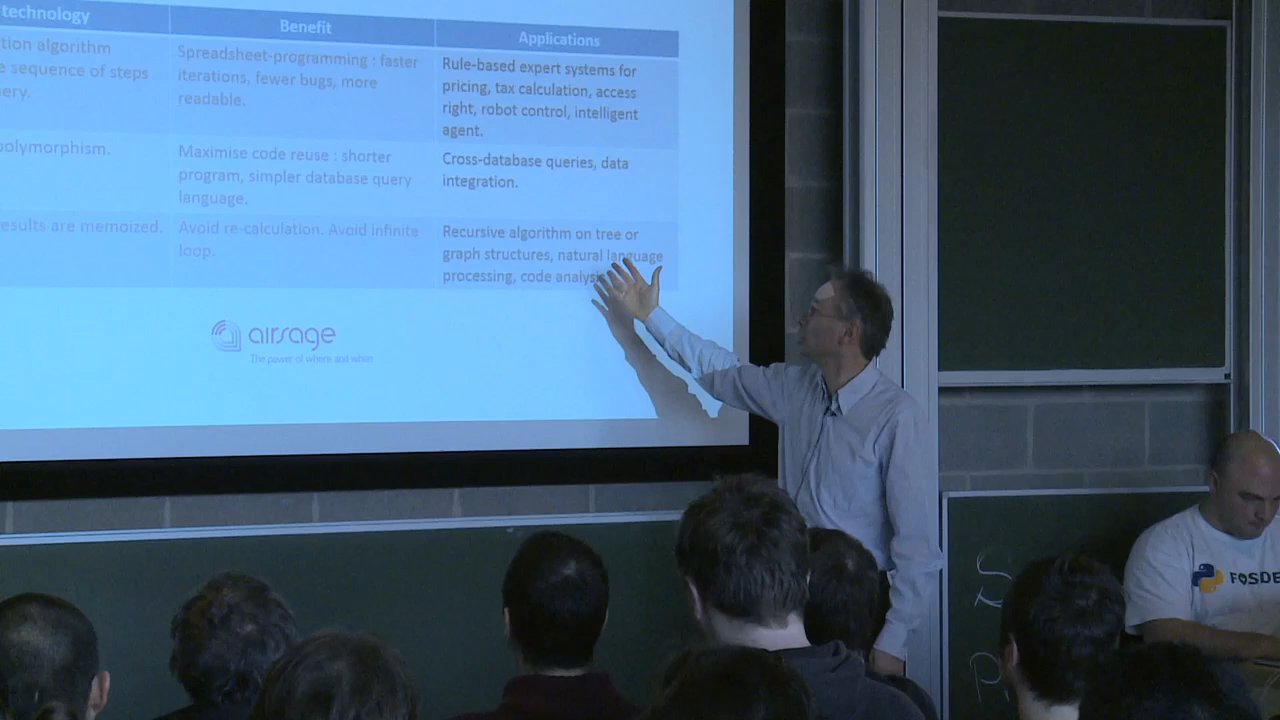 technology
Benefit
Applications
tion algorithm
e sequence of steps
ery.
Spreadsheet-programming : faster
iterations, fewer bugs, more
readable.
Rule-based expert systems for
pricing, tax calculation, access
right, robot control, intelligent
agent.
polymorphism.
Maximise code reuse : shorter
program, simpler database query
language.
Cross-database queries, data
integration.
results are memoized.
Avoid re-calculation. Avoid infinite
loop.
Recursive algorithm on tree or
graph structures, natural language
processing, code analysis
airsage
The power of where and when
FOSDE